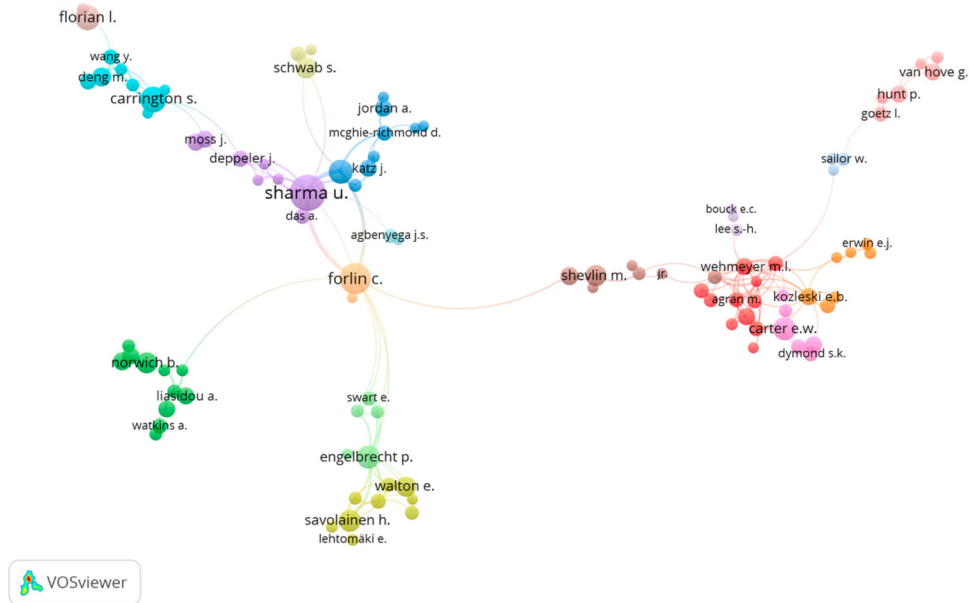 florian l.
wang y.
deng m.
carrington s.
schwab s.
jordan a.
mcghie-richmond d.
moss j.
deppeler j.
katz j.
sharma u.
das a.
agbenyega j.s.
forlin c.
van hove g.
hunt p.
goetz l.
sailor w.
bouck e.c.
lee s.-h.
erwin e.j.
shevlin m.
jr.
wehmeyer m.l.
agran m.
kozleski e.b.
carter e.w.
dymond s.k.
norwich b.
liasidou a.
watkins a.
swart e.
engelbrecht p.
walton e.
savolainen h.
lehtomäki e.
VOSviewer